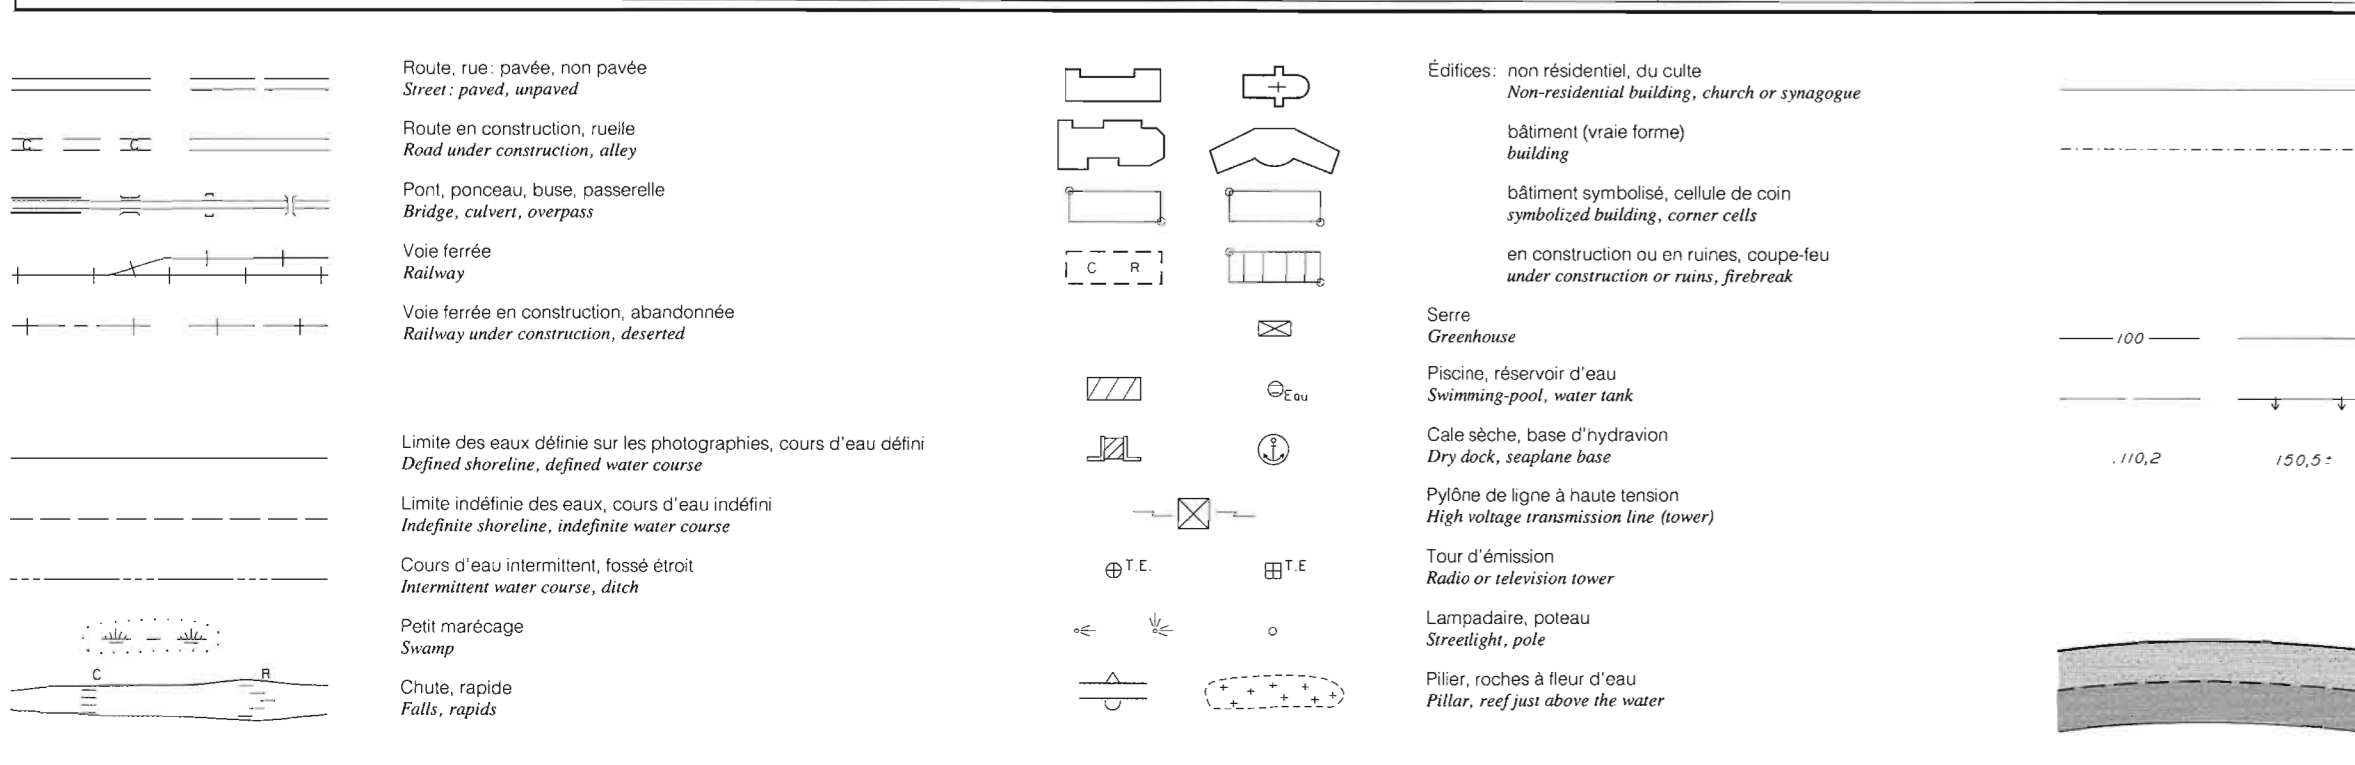 Route, rue: pavée, non pavée
Street: paved, unpaved
C C
Route en construction, ruelle
Road under construction, alley
Pont, ponceau, buse, passerelle
Bridge, culvert, overpass
Voie ferrée
Railway
Voie ferrée en construction, abandonnée
Railway under construction, deserted
Limite des eaux définie sur les photographies, cours d'eau défini
Defined shoreline, defined water course
Limite indéfinie des eaux, cours d'eau indéfini
Indefinite shoreline, indefinite water course
Cours d'eau intermittent, fossé étroit
Intermittent water course, ditch
Petit marécage
Swamp
C R
Chute, rapide
Falls, rapids
Édifices: non résidentiel, du culte
Non-residential building, church or synagogue
bâtiment (vraie forme)
building
bâtiment symbolisé, cellule de coin
symbolized building, corner cells
C R
en construction ou en ruines, coupe-feu
under construction or ruins, firebreak
Serre
Greenhouse
Eau
Piscine, réservoir d'eau
Swimming-pool, water tank
Cale sèche, base d'hydravion
Dry dock, seaplane base
Pylône de ligne à haute tension
High voltage transmission line (tower)
T.E. T.E
Tour d'émission
Radio or television tower
Lampadaire, poteau
Streetlight, pole
Pilier, roches à fleur d'eau
Pillar, reef just above the water
100
.110,2 150,5±